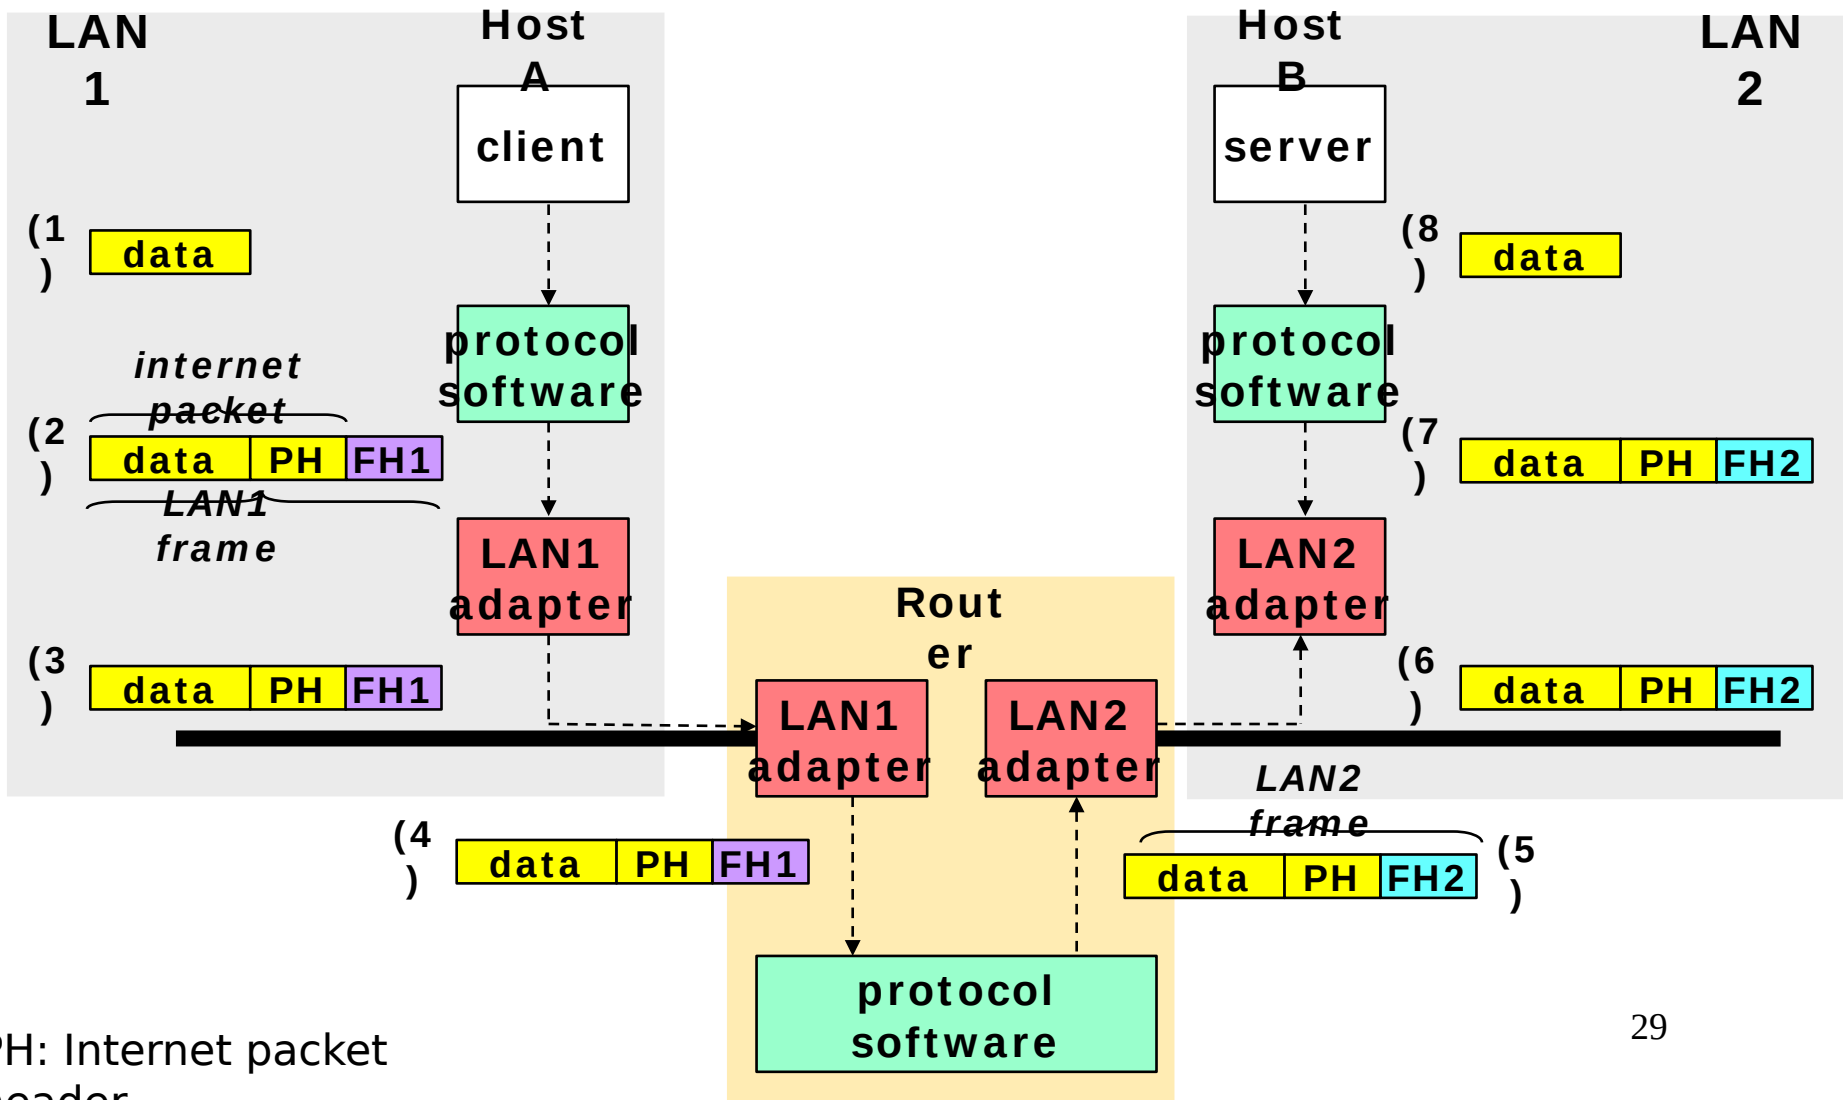 LAN
1
Host
A
client
(1
)
data
protocol
software
internet
packet
(2
)
data PH FH1
LAN1
frame
LAN1
adapter
(3
)
data PH FH1
Host
B
LAN
2
server
(8
)
data
protocol
software
(7
)
data PH FH2
LAN2
adapter
(6
)
data PH FH2
Rout
er
LAN1
adapter
LAN2
adapter
(4
)
data PH FH1
LAN2
frame
data PH FH2
(5
)
protocol
software
29
PH: Internet packet
header